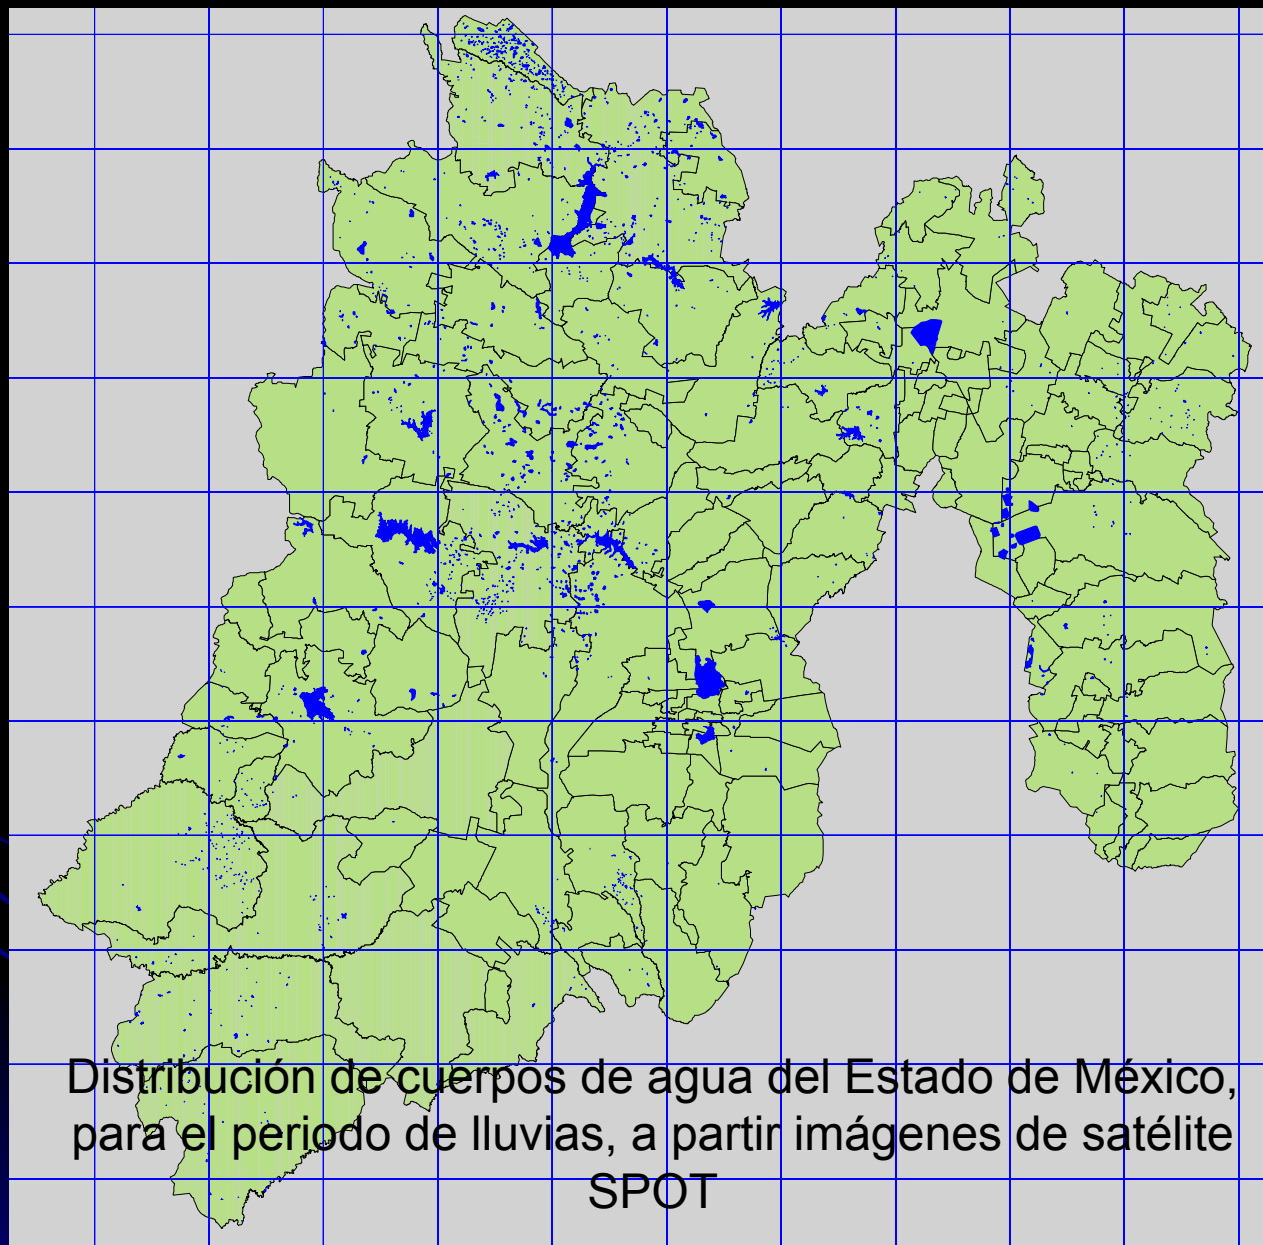 Distribución de cuerpos de agua del Estado de México,
para el periodo de lluvias, a partir imágenes de satélite
SPOT